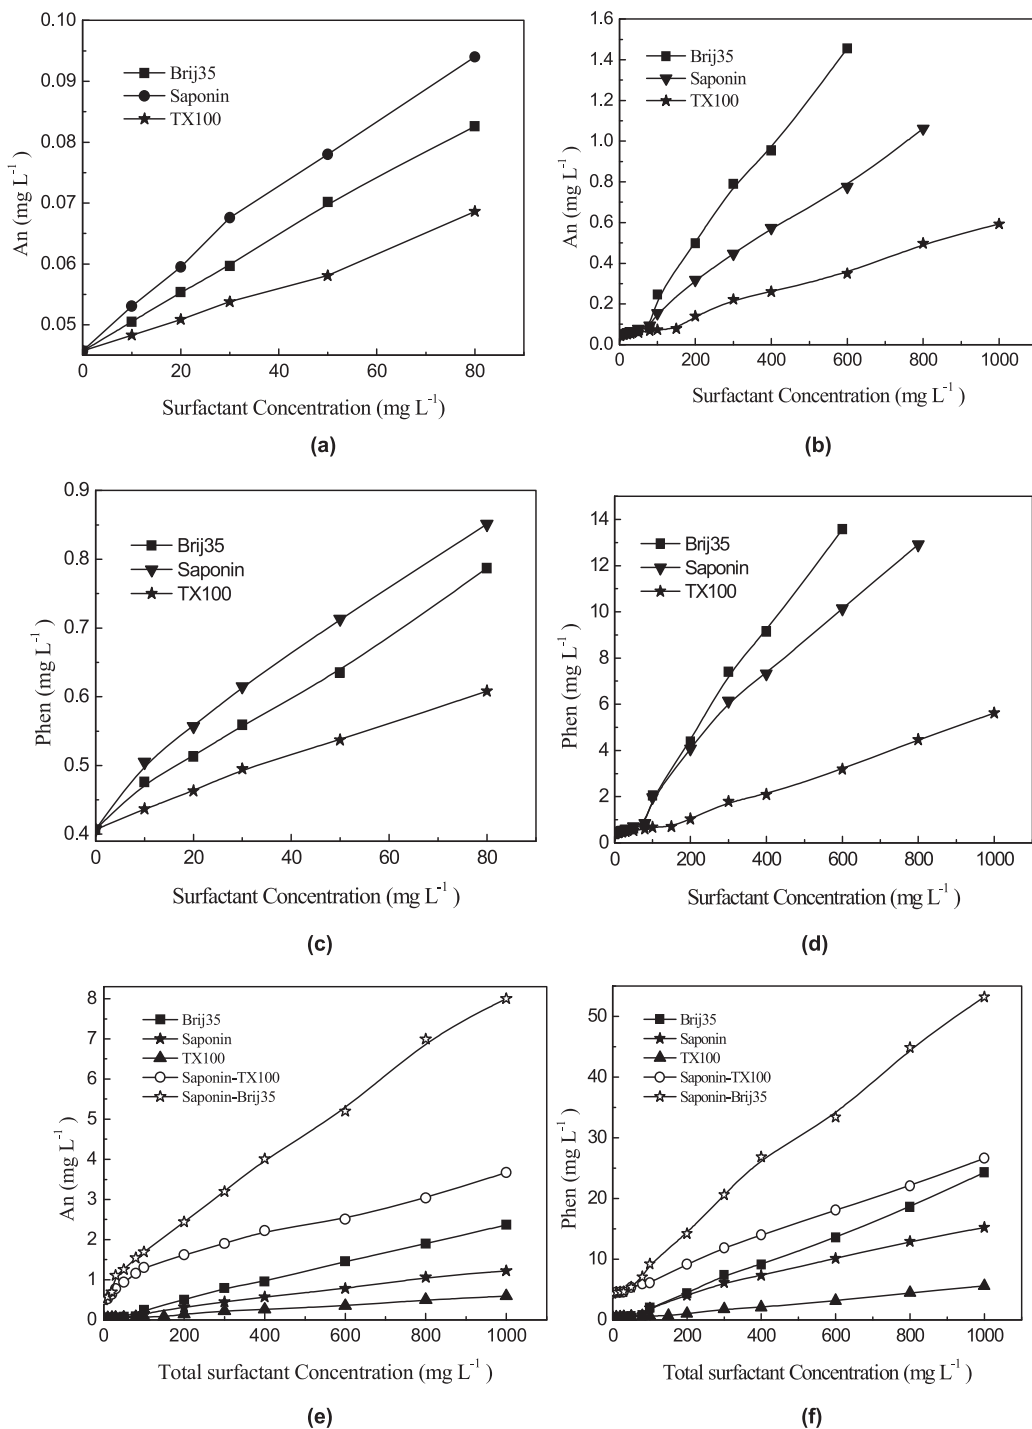 0.10
0.09
0.08
0.07
0.06
0.05
An (mg L-1)
Brij35
Saponin
TX100
0 20 40 60 80
Surfactant Concentration (mg L-1)
(a)
1.6
1.4
1.2
1.0
0.8
0.6
0.4
0.2
0.0
An (mg L-1)
Brij35
Saponin
TX100
0 200 400 600 800 1000
Surfactant Concentration (mg L-1)
(b)
0.9
0.8
0.7
0.6
0.5
0.4
Phen (mg L-1)
Brij35
Saponin
TX100
0 20 40 60 80
Surfactant Concentration (mg L-1)
(c)
14
12
10
8
6
4
2
0
Phen (mg L-1)
Brij35
Saponin
TX100
0 200 400 600 800 1000
Surfactant Concentration (mg L-1)
(d)
8
7
6
5
4
3
2
1
0
An (mg L-1)
Brij35
Saponin
TX100
Saponin-TX100
Saponin-Brij35
0 200 400 600 800 1000
Total surfactant Concentration (mg L-1)
(e)
50
40
30
20
10
0
Phen (mg L-1)
Brij35
Saponin
TX100
Saponin-TX100
Saponin-Brij35
0 200 400 600 800 1000
Total surfactant Concentration (mg L-1)
(f)